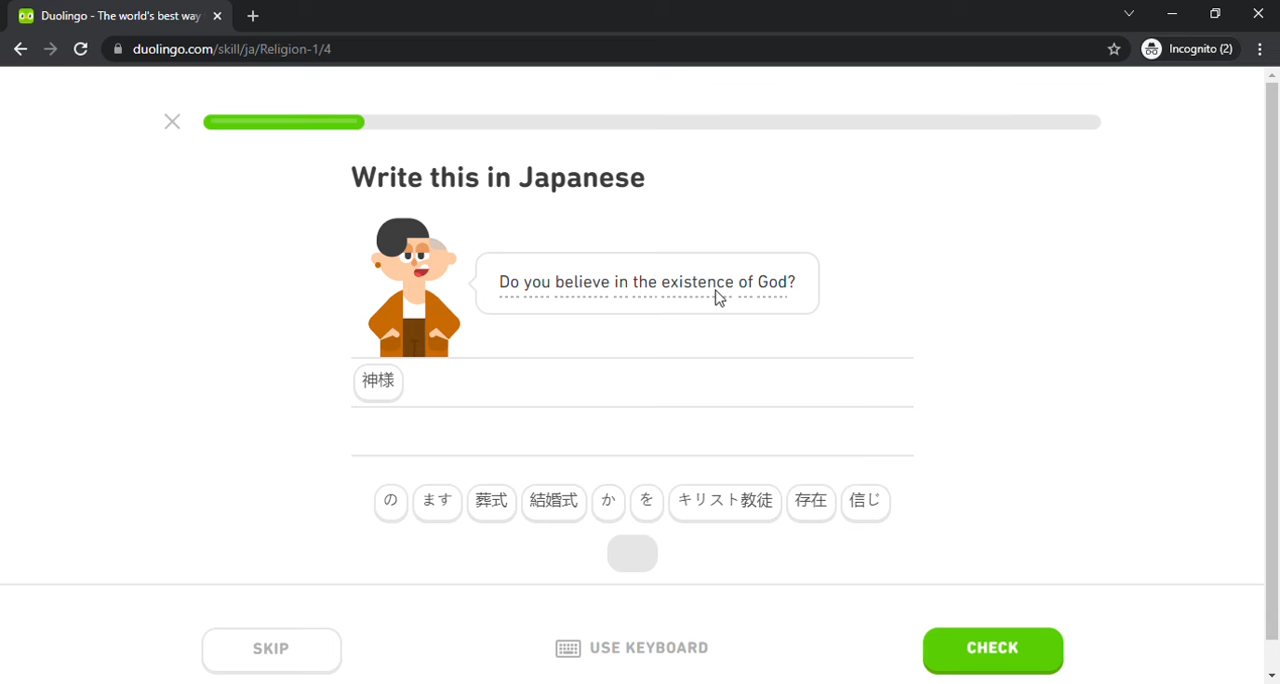 Duolingo - The world's best way
duolingo.com/skill/ja/Religion-1/4
Incognito (2)
Write this in Japanese
Do you believe in the existence of God?
神様
の ます 葬式 結婚式 か を キリスト教徒 存在 信じ
SKIP
USE KEYBOARD
CHECK